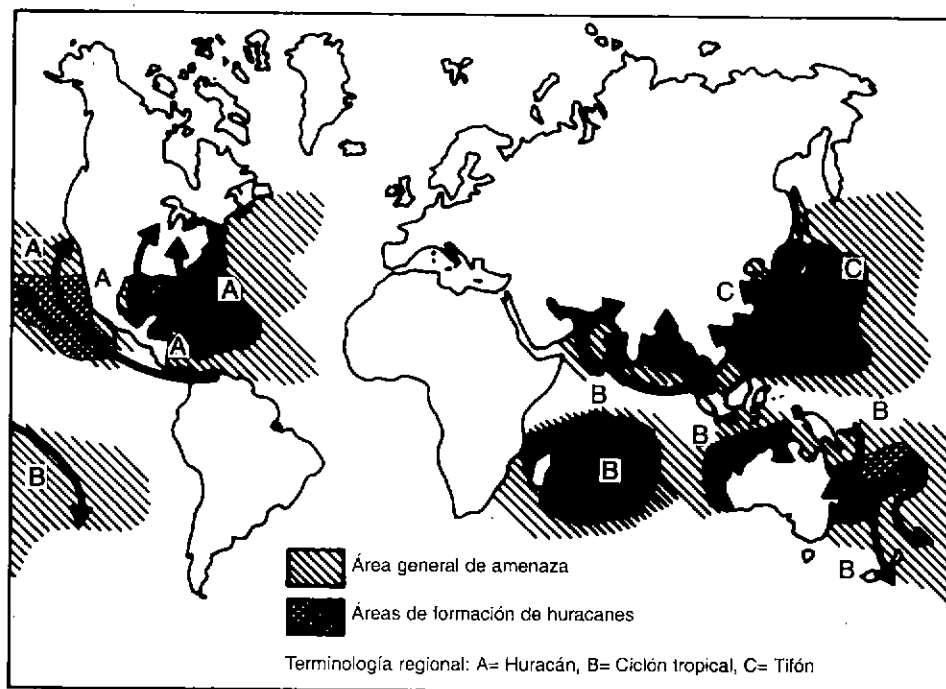 A
A
A
A
C
C
B
B
B
B
B
B
Área general de amenaza
Áreas de formación de huracanes
Terminología regional: A= Huracán, B= Ciclón tropical, C= Tifón